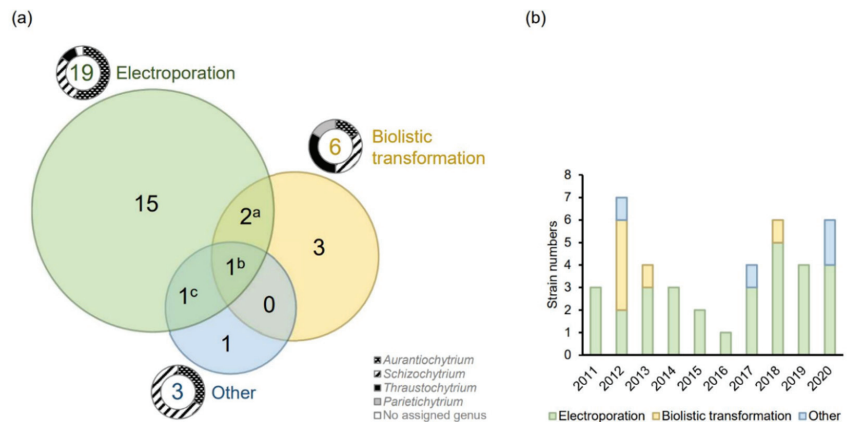 (a)
19 Electroporation
6 Biolistic
transformation
15
2ᵃ
3
1ᵇ
1ᶜ
0
1
3 Other
Aurantiochytrium
Schizochytrium
Thraustochytrium
Parietichytrium
No assigned genus
(b)
Strain numbers
8
7
6
5
4
3
2
1
0
2011 2012 2013 2014 2015 2016 2017 2018 2019 2020
Electroporation Biolistic transformation Other